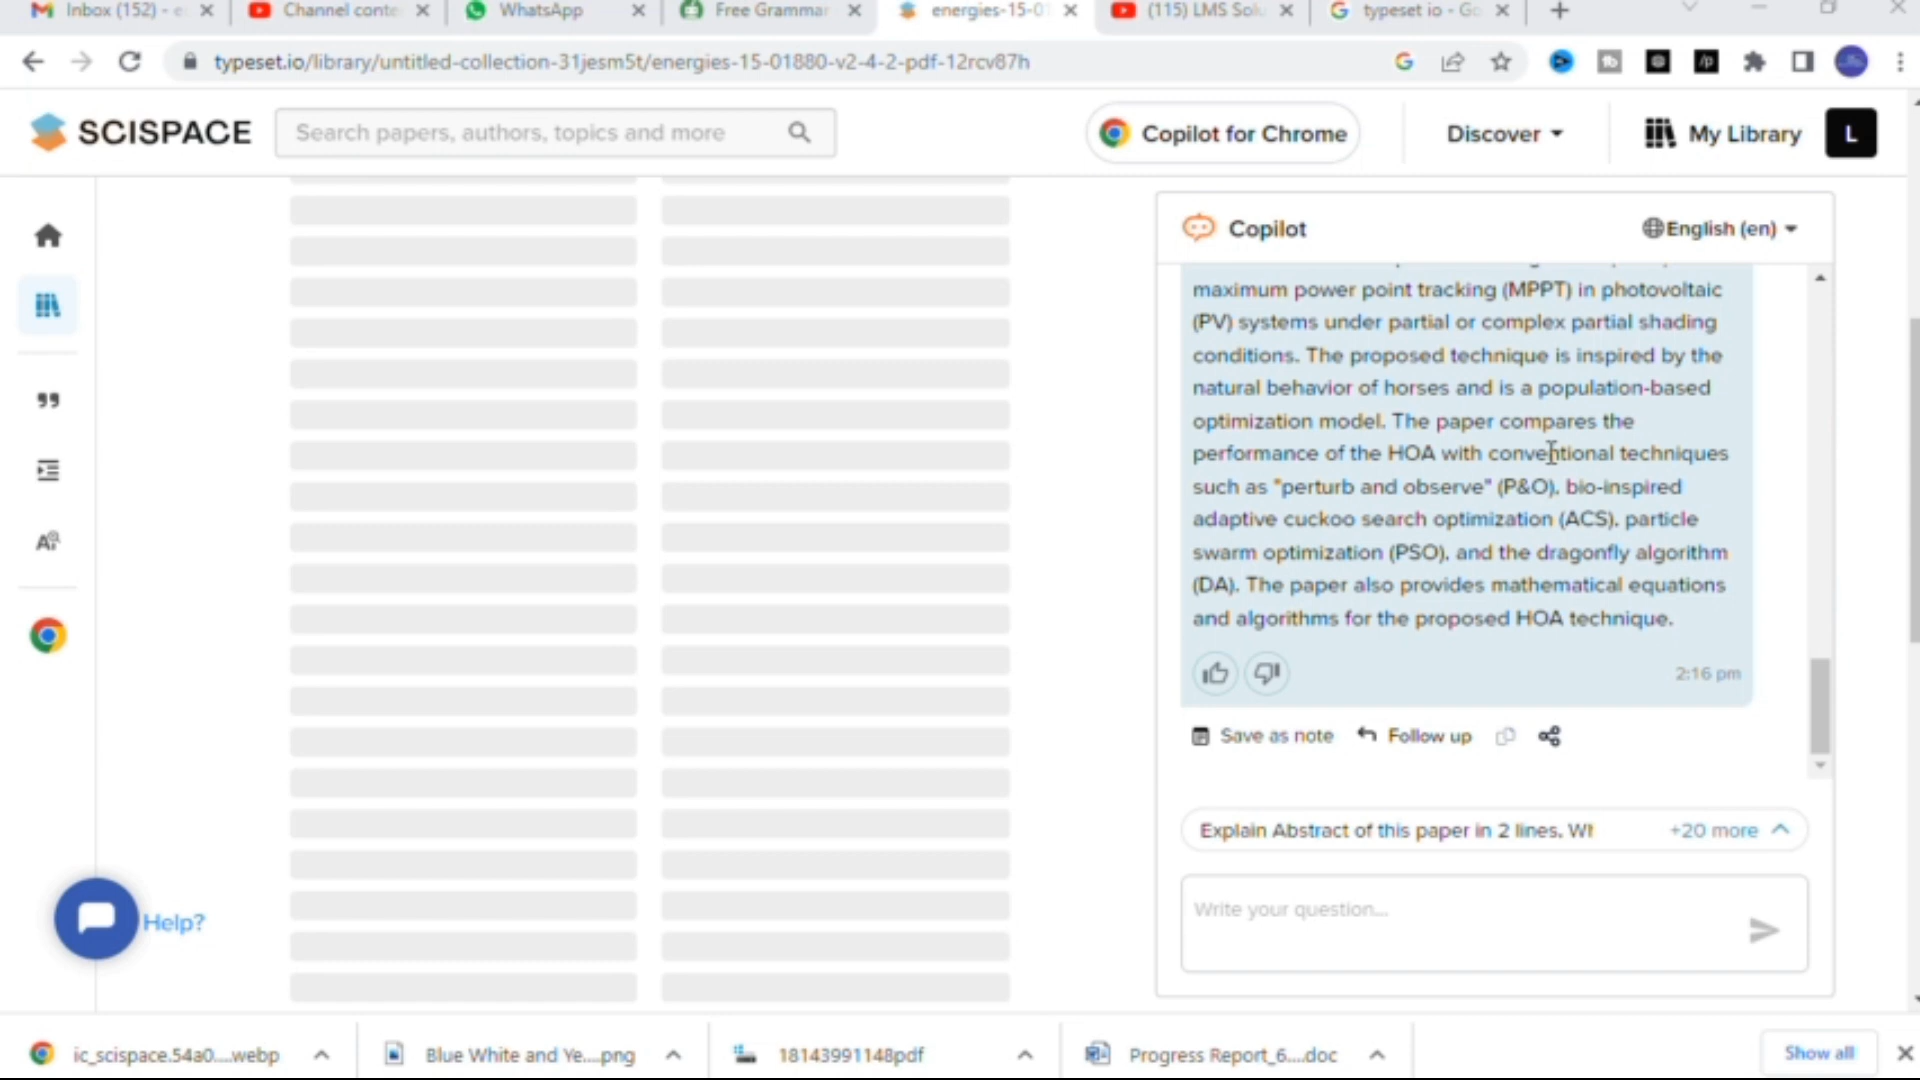 Inbox (152) - e
Channel conte
WhatsApp
Free Grammar
energies-15-01
(115) LMS Solu
typeset io - Go
typeset.io/library/untitled-collection-31jesm5t/energies-15-01880-v2-4-2-pdf-12rcv87h
SCISPACE
Search papers, authors, topics and more
Copilot for Chrome
Discover
My Library
L
Copilot
English (en)
maximum power point tracking (MPPT) in photovoltaic
(PV) systems under partial or complex partial shading
conditions. The proposed technique is inspired by the
natural behavior of horses and is a population-based
optimization model. The paper compares the
performance of the HOA with conventional techniques
such as "perturb and observe" (P&O), bio-inspired
adaptive cuckoo search optimization (ACS), particle
swarm optimization (PSO), and the dragonfly algorithm
(DA). The paper also provides mathematical equations
and algorithms for the proposed HOA technique.
2:16 pm
Save as note
Follow up
Explain Abstract of this paper in 2 lines. Wh
+20 more
Write your question...
Help?
ic_scispace.54a0....webp
Blue White and Ye....png
18143991148pdf
Progress Report_6....doc
Show all